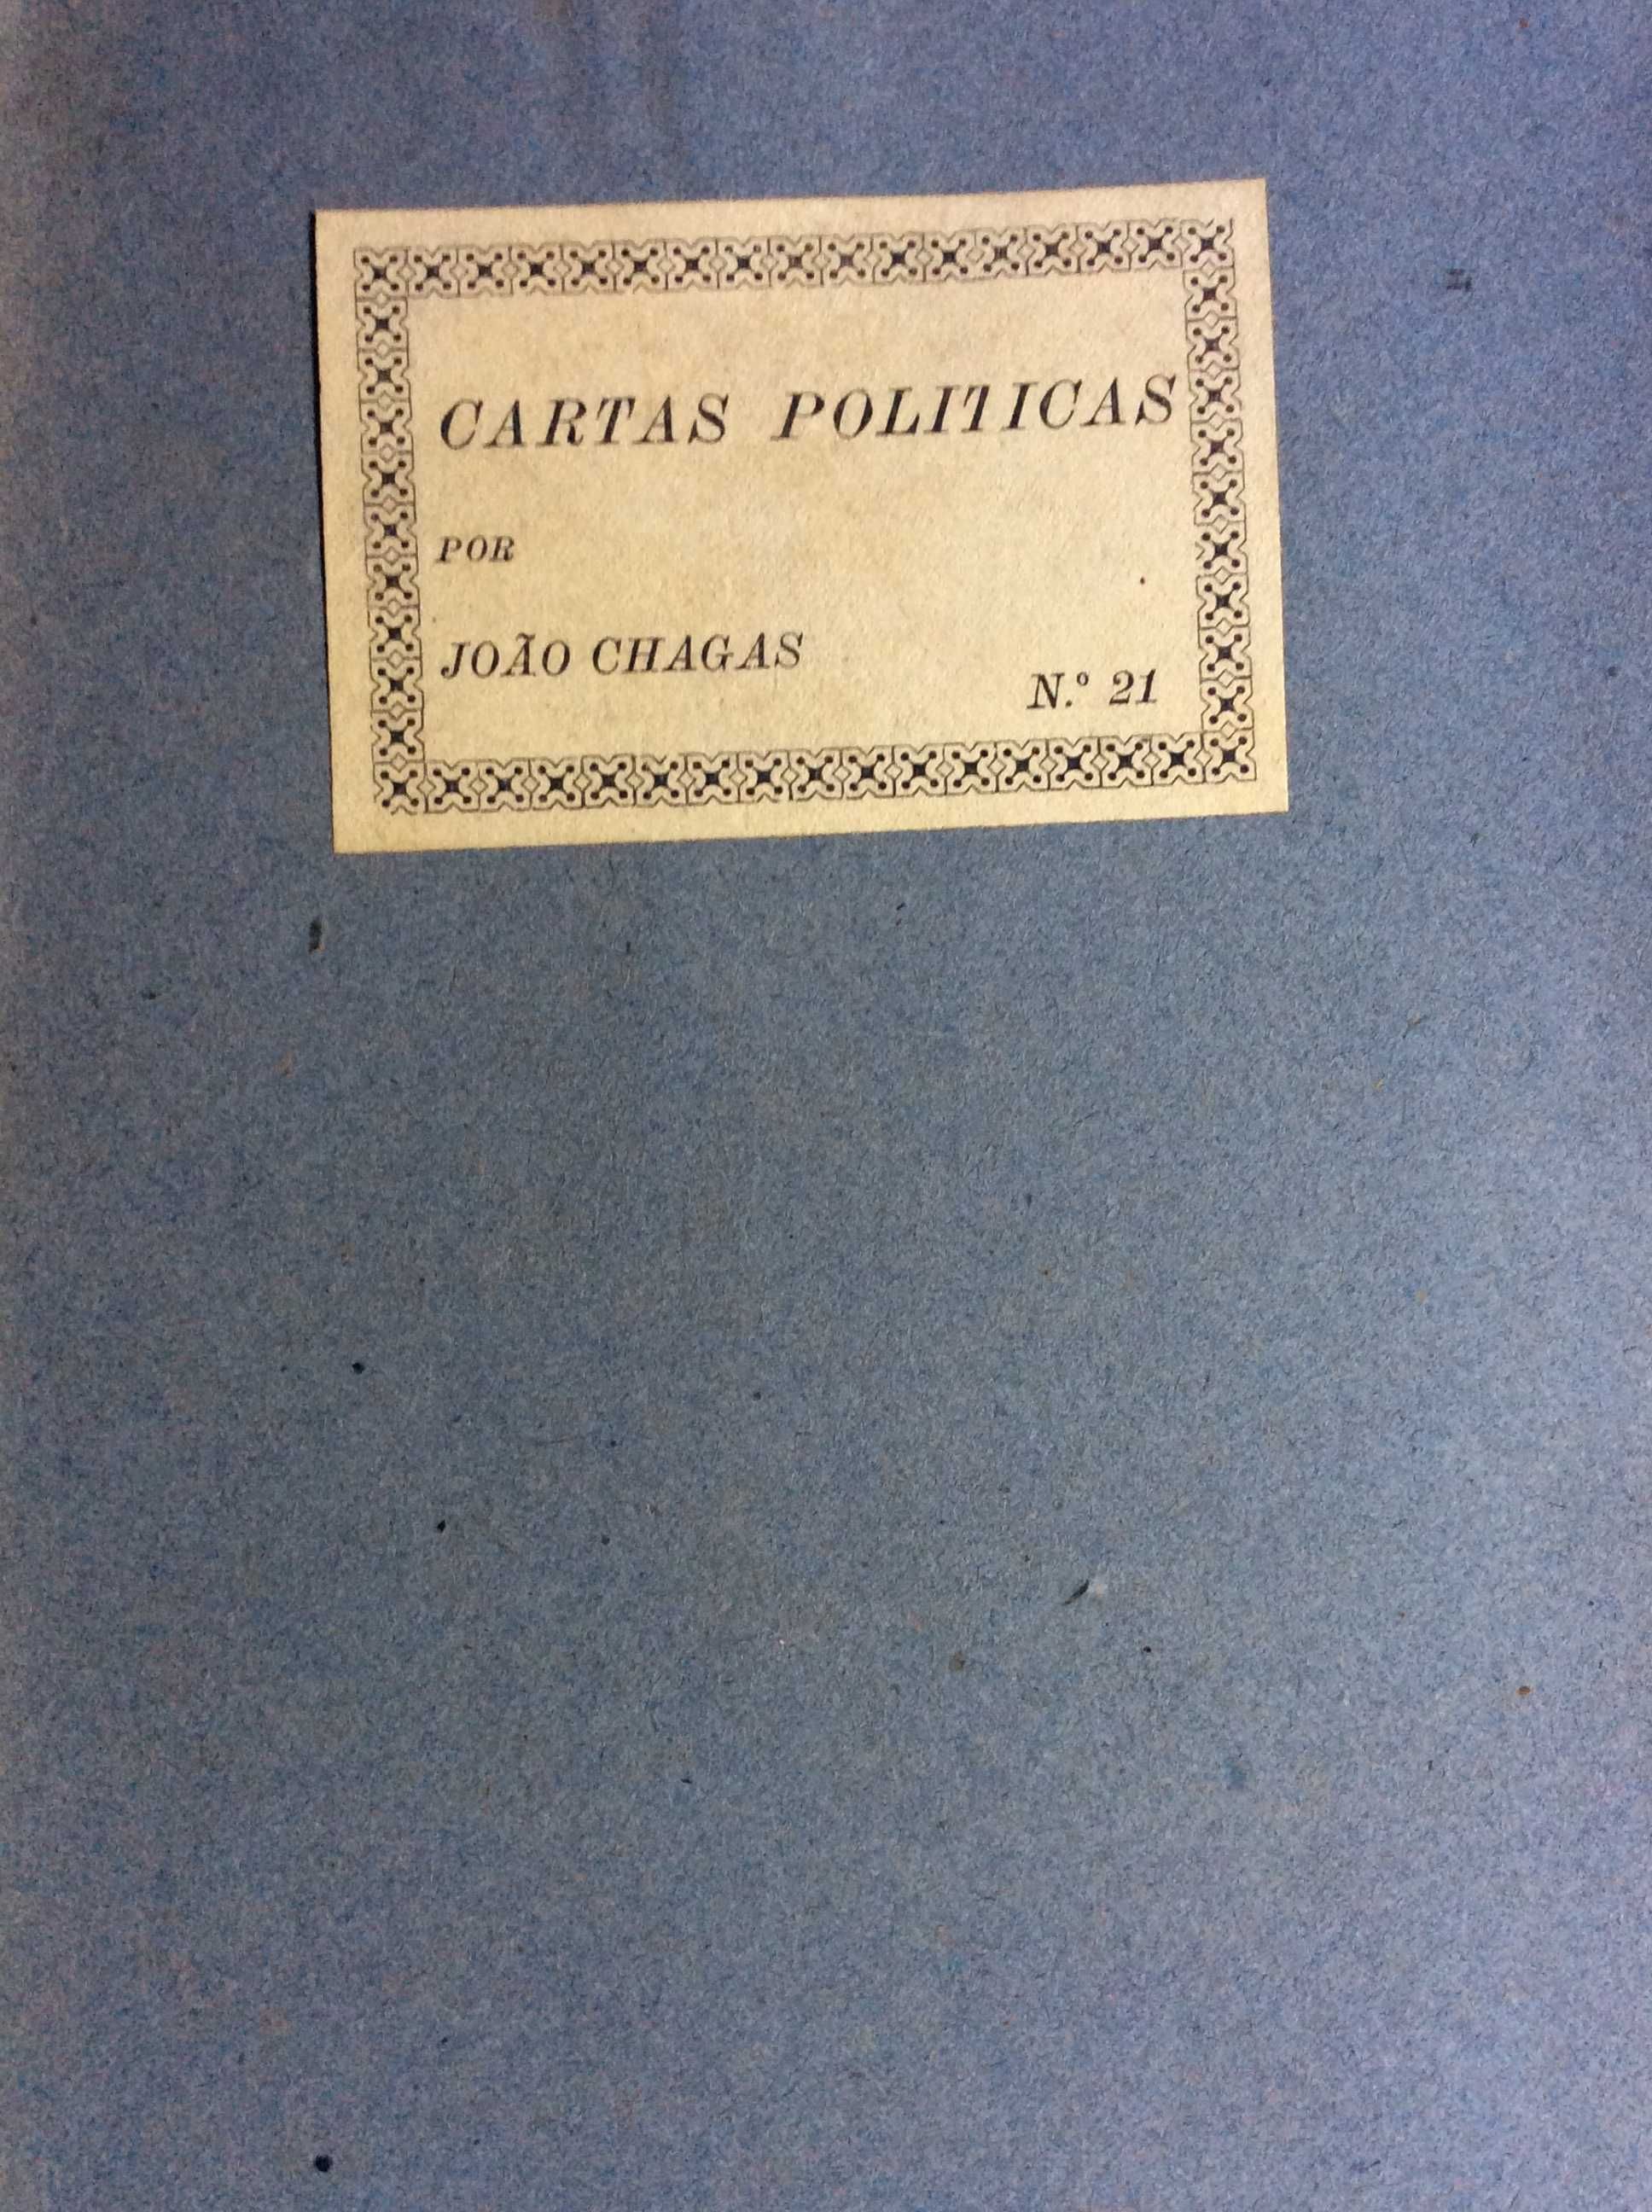 CARTAS POLITICAS
POR
JOÃO CHAGAS
N.º 21